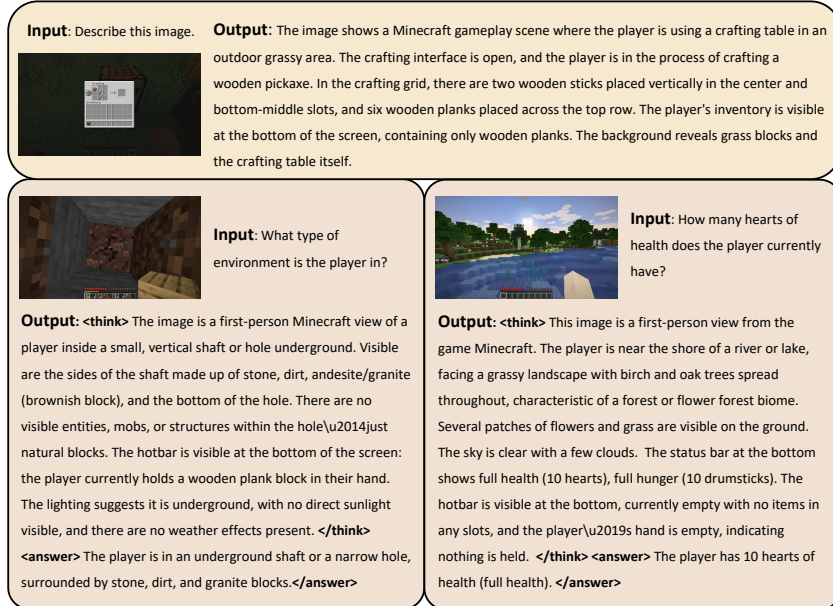 Input: Describe this image.
Output: The image shows a Minecraft gameplay scene where the player is using a crafting table in an
outdoor grassy area. The crafting interface is open, and the player is in the process of crafting a
wooden pickaxe. In the crafting grid, there are two wooden sticks placed vertically in the center and
bottom-middle slots, and six wooden planks placed across the top row. The player's inventory is visible
at the bottom of the screen, containing only wooden planks. The background reveals grass blocks and
the crafting table itself.
Input: What type of
environment is the player in?
Output: <think> The image is a first-person Minecraft view of a
player inside a small, vertical shaft or hole underground. Visible
are the sides of the shaft made up of stone, dirt, andesite/granite
(brownish block), and the bottom of the hole. There are no
visible entities, mobs, or structures within the hole\u2014just
natural blocks. The hotbar is visible at the bottom of the screen:
the player currently holds a wooden plank block in their hand.
The lighting suggests it is underground, with no direct sunlight
visible, and there are no weather effects present. </think>
<answer> The player is in an underground shaft or a narrow hole,
surrounded by stone, dirt, and granite blocks.</answer>
Input: How many hearts of
health does the player currently
have?
Output: <think> This image is a first-person view from the
game Minecraft. The player is near the shore of a river or lake,
facing a grassy landscape with birch and oak trees spread
throughout, characteristic of a forest or flower forest biome.
Several patches of flowers and grass are visible on the ground.
The sky is clear with a few clouds. The status bar at the bottom
shows full health (10 hearts), full hunger (10 drumsticks). The
hotbar is visible at the bottom, currently empty with no items in
any slots, and the player\u2019s hand is empty, indicating
nothing is held. </think> <answer> The player has 10 hearts of
health (full health). </answer>